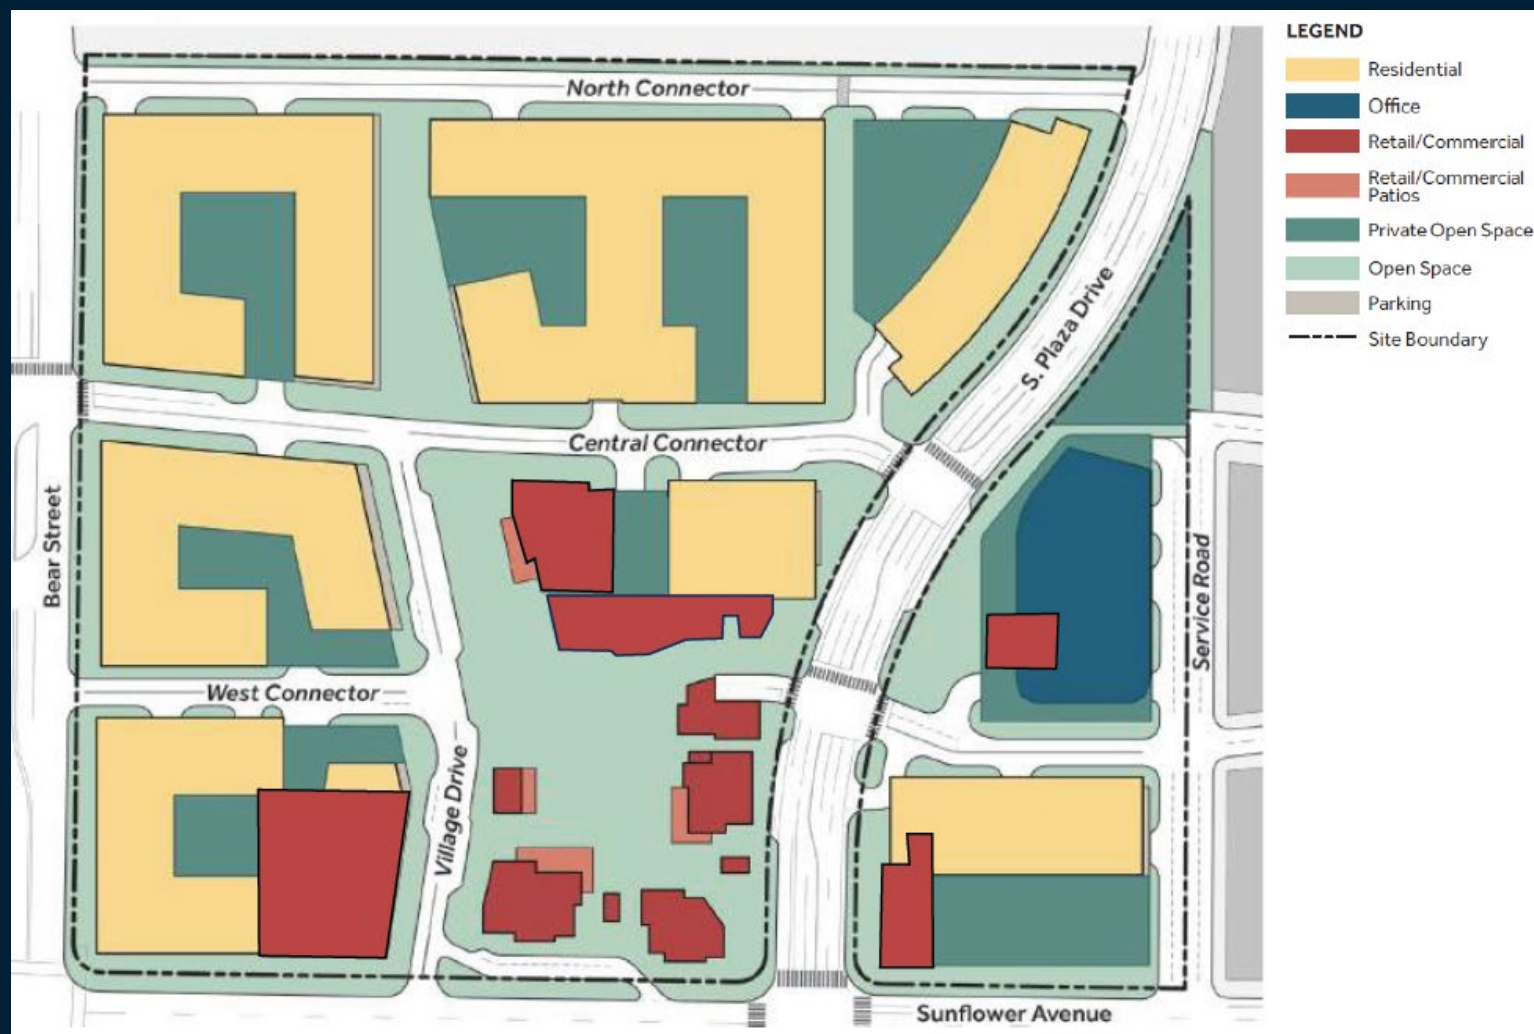 LEGEND
Residential
Office
Retail/Commercial
Retail/Commercial
Patios
Private Open Space
Open Space
Parking
Site Boundary
North Connector
S. Plaza Drive
Central Connector
Bear Street
Service Road
West Connector
Village Drive
Sunflower Avenue